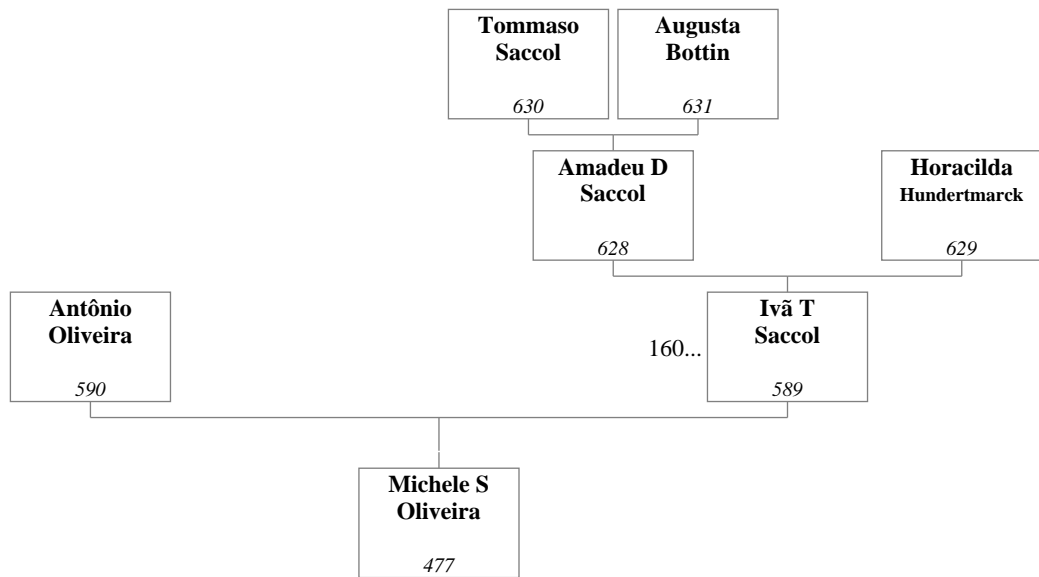 Tommaso
Saccol
630
Augusta
Bottin
631
Amadeu D
Saccol
628
Horacilda
Hundertmarck
629
Antônio
Oliveira
590
160...
Ivã T
Saccol
589
Michele S
Oliveira
477